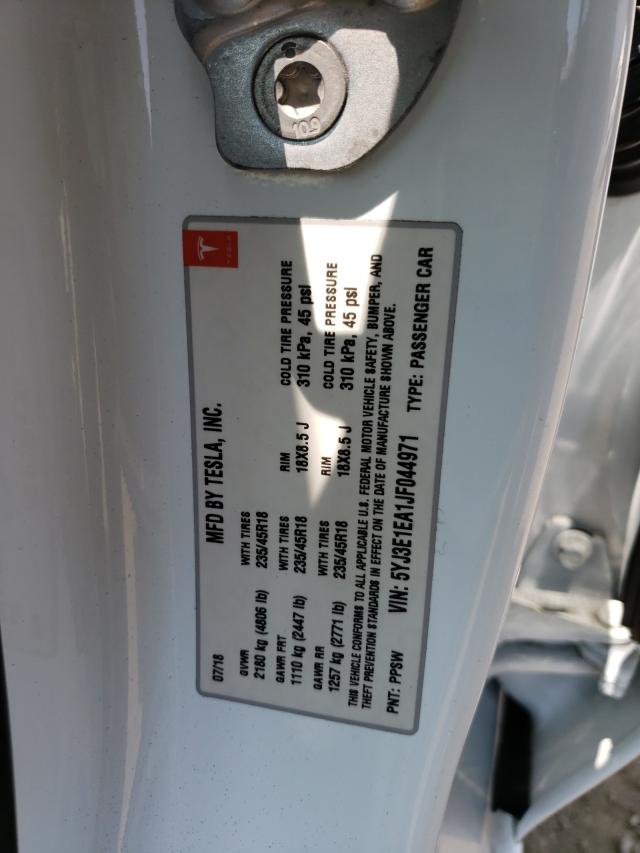 10.9
TESLA
07/18 MFD BY TESLA, INC.
GVWR WITH TIRES
2180 kg (4806 lb) 235/45R18
GAWR FRT WITH TIRES RIM COLD TIRE PRESSURE
1110 kg (2447 lb) 235/45R18 18X8.5 J 310 kPa, 45 psi
GAWR RR WITH TIRES RIM COLD TIRE PRESSURE
1257 kg (2771 lb) 235/45R18 18X8.5 J 310 kPa, 45 psi
THIS VEHICLE CONFORMS TO ALL APPLICABLE U.S. FEDERAL MOTOR VEHICLE SAFETY, BUMPER, AND
THEFT PREVENTION STANDARDS IN EFFECT ON THE DATE OF MANUFACTURE SHOWN ABOVE.
PNT: PPSW VIN: 5YJ3E1EA1JF044971 TYPE: PASSENGER CAR